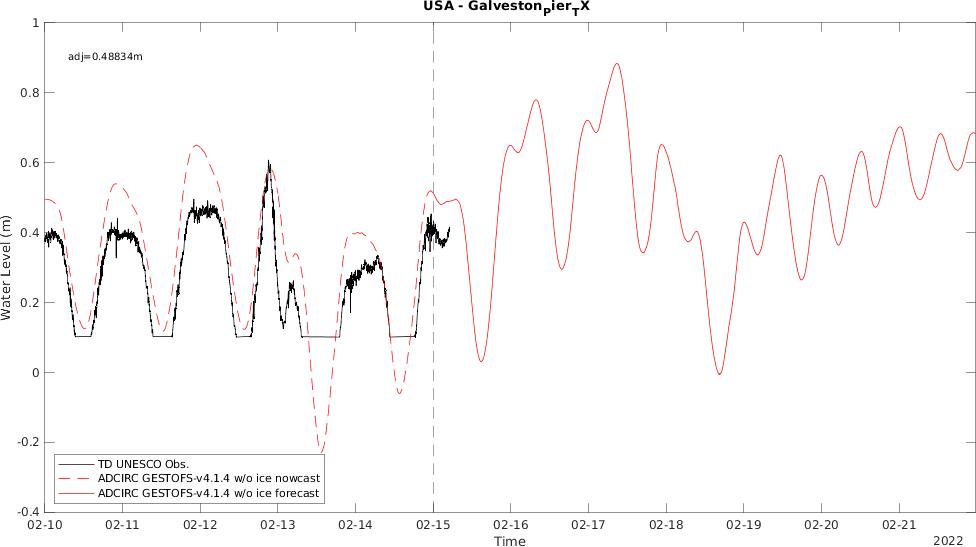 USA - Galveston_Pier_TX
adj=0.48834m
1
0.8
0.6
0.4
0.2
0
-0.2
-0.4
Water Level (m)
TD UNESCO Obs.
ADCIRC GESTOFS-v4.1.4 w/o ice nowcast
ADCIRC GESTOFS-v4.1.4 w/o ice forecast
02-10 02-11 02-12 02-13 02-14 02-15 02-16 02-17 02-18 02-19 02-20 02-21
Time
2022